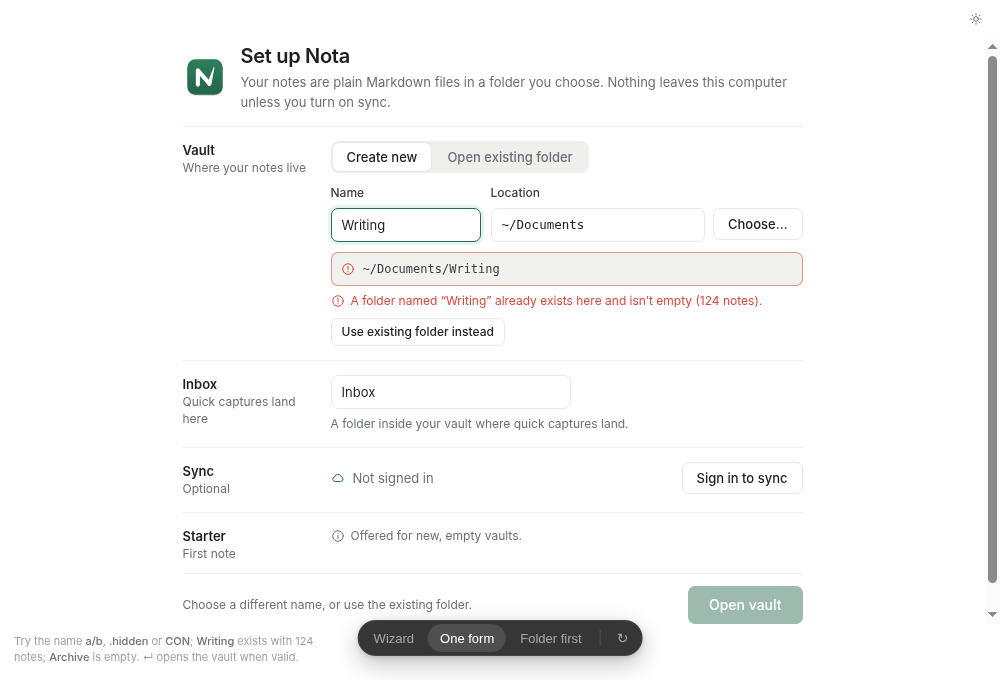 Set up Nota
Your notes are plain Markdown files in a folder you choose. Nothing leaves this computer
unless you turn on sync.
Vault
Where your notes live
Create new
Open existing folder
Name
Location
Writing
~/Documents
Choose...
~/Documents/Writing
A folder named “Writing” already exists here and isn’t empty (124 notes).
Use existing folder instead
Inbox
Quick captures land
here
Inbox
A folder inside your vault where quick captures land.
Sync
Optional
Not signed in
Sign in to sync
Starter
First note
Offered for new, empty vaults.
Choose a different name, or use the existing folder.
Open vault
Try the name a/b, .hidden or CON; Writing exists with 124
notes; Archive is empty. ↵ opens the vault when valid.
Wizard
One form
Folder first
↻